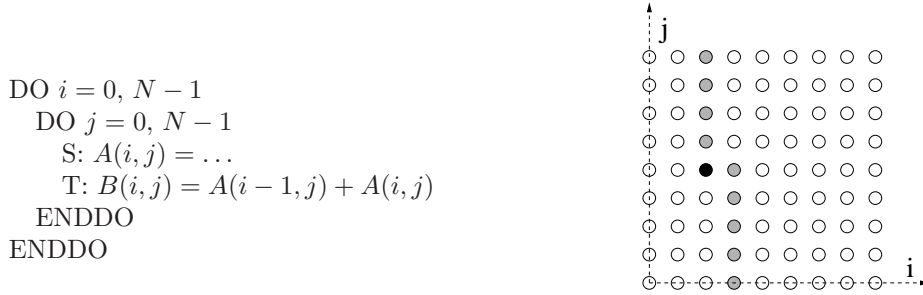 DO i = 0, N − 1
DO j = 0, N − 1
S: A(i, j) = ...
T: B(i, j) = A(i − 1, j) + A(i, j)
ENDDO
ENDDO
j
i